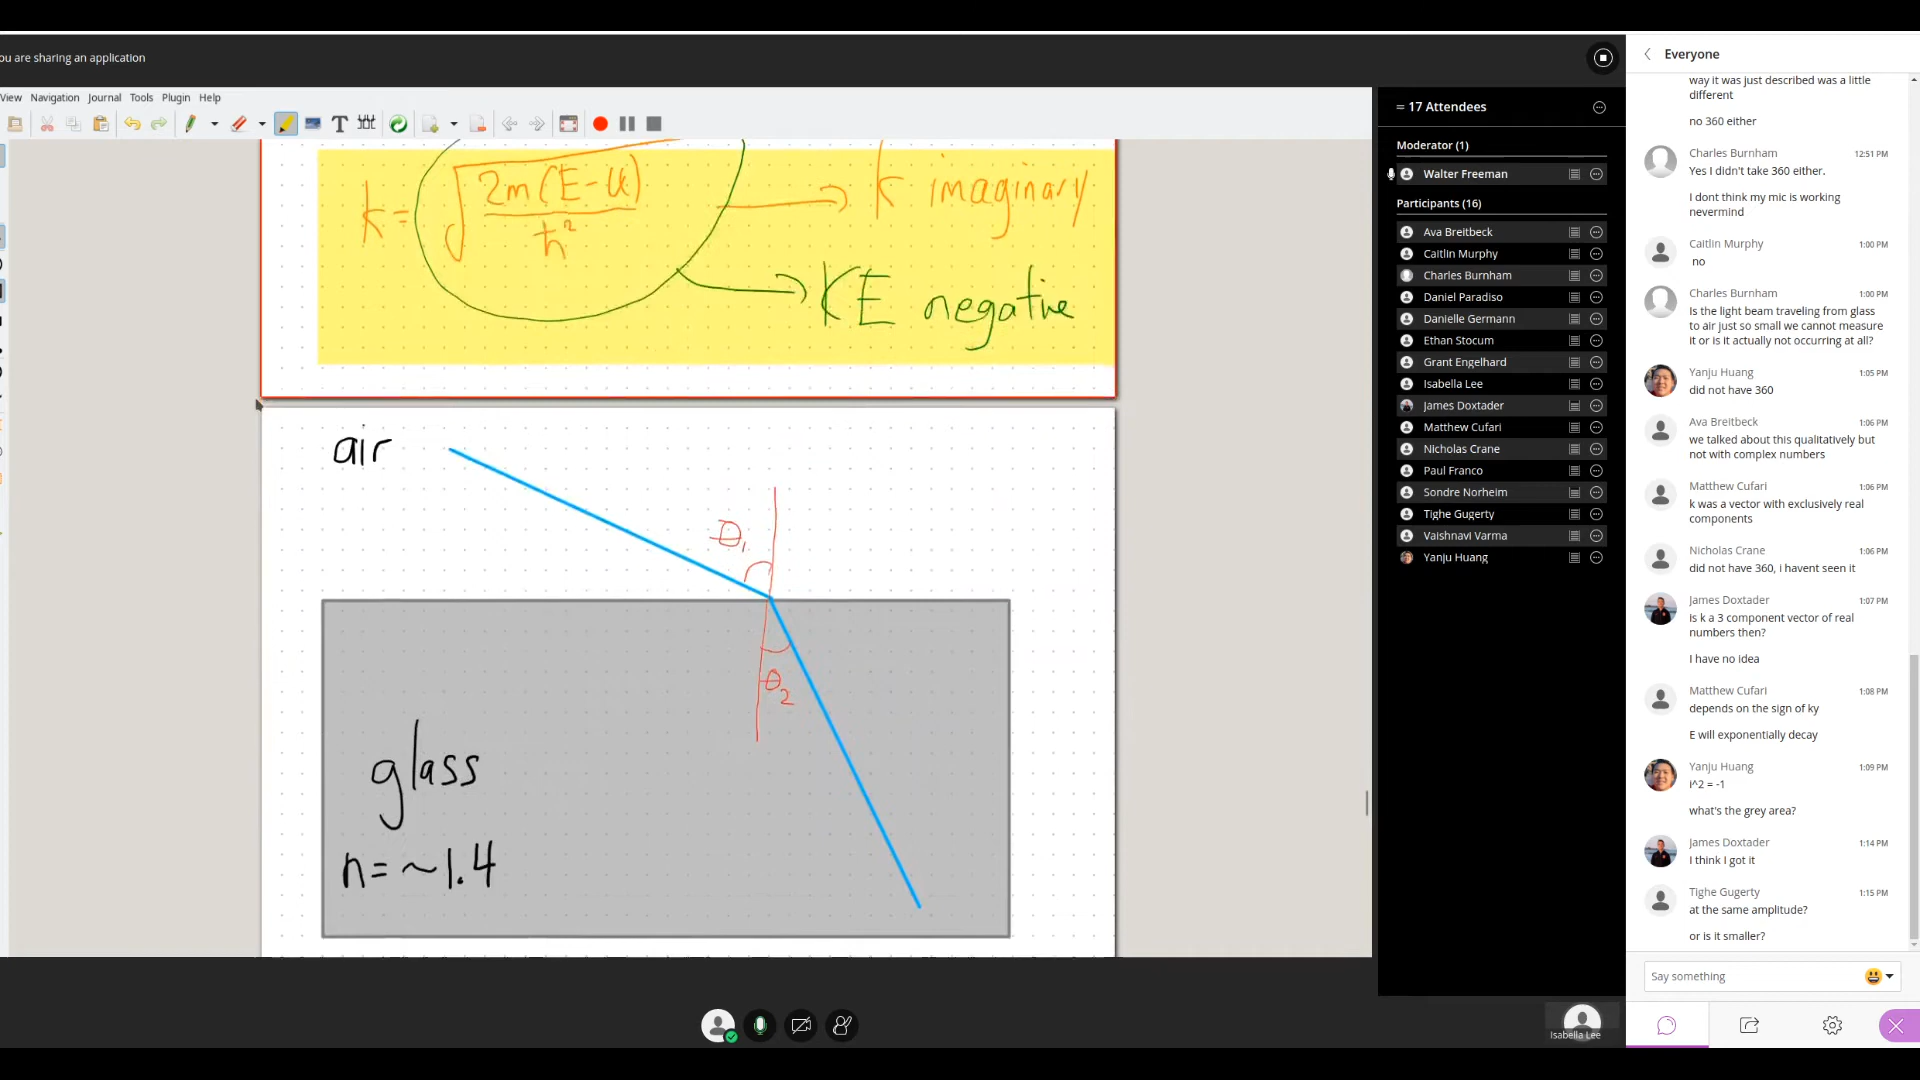 ou are sharing an application
View Navigation Journal Tools Plugin Help
T
k = √2m(E-U)
ħ²
k imaginary
KE negative
air
θ₁
θ₂
glass
n = ~1.4
17 Attendees
Moderator (1)
Walter Freeman
Participants (16)
Ava Breitbeck
Caitlin Murphy
Charles Burnham
Daniel Paradiso
Danielle Germann
Ethan Stocum
Grant Engelhard
Isabella Lee
James Doxtader
Matthew Cufari
Nicholas Crane
Paul Franco
Sondre Norheim
Tighe Gugerty
Vaishnavi Varma
Yanju Huang
Isabella Lee
Everyone
way it was just described was a little
different
no 360 either
Charles Burnham 12:51 PM
Yes I didn't take 360 either.
I dont think my mic is working
nevermind
Caitlin Murphy 1:00 PM
no
Charles Burnham 1:00 PM
Is the light beam traveling from glass
to air just so small we cannot measure
it or is it actually not occurring at all?
Yanju Huang 1:05 PM
did not have 360
Ava Breitbeck 1:06 PM
we talked about this qualitatively but
not with complex numbers
Matthew Cufari 1:06 PM
k was a vector with exclusively real
components
Nicholas Crane 1:06 PM
did not have 360, i havent seen it
James Doxtader 1:07 PM
is k a 3 component vector of real
numbers then?
I have no idea
Matthew Cufari 1:08 PM
depends on the sign of ky
E will exponentially decay
Yanju Huang 1:09 PM
i^2 = -1
what's the grey area?
James Doxtader 1:14 PM
I think I got it
Tighe Gugerty 1:15 PM
at the same amplitude?
or is it smaller?
Say something